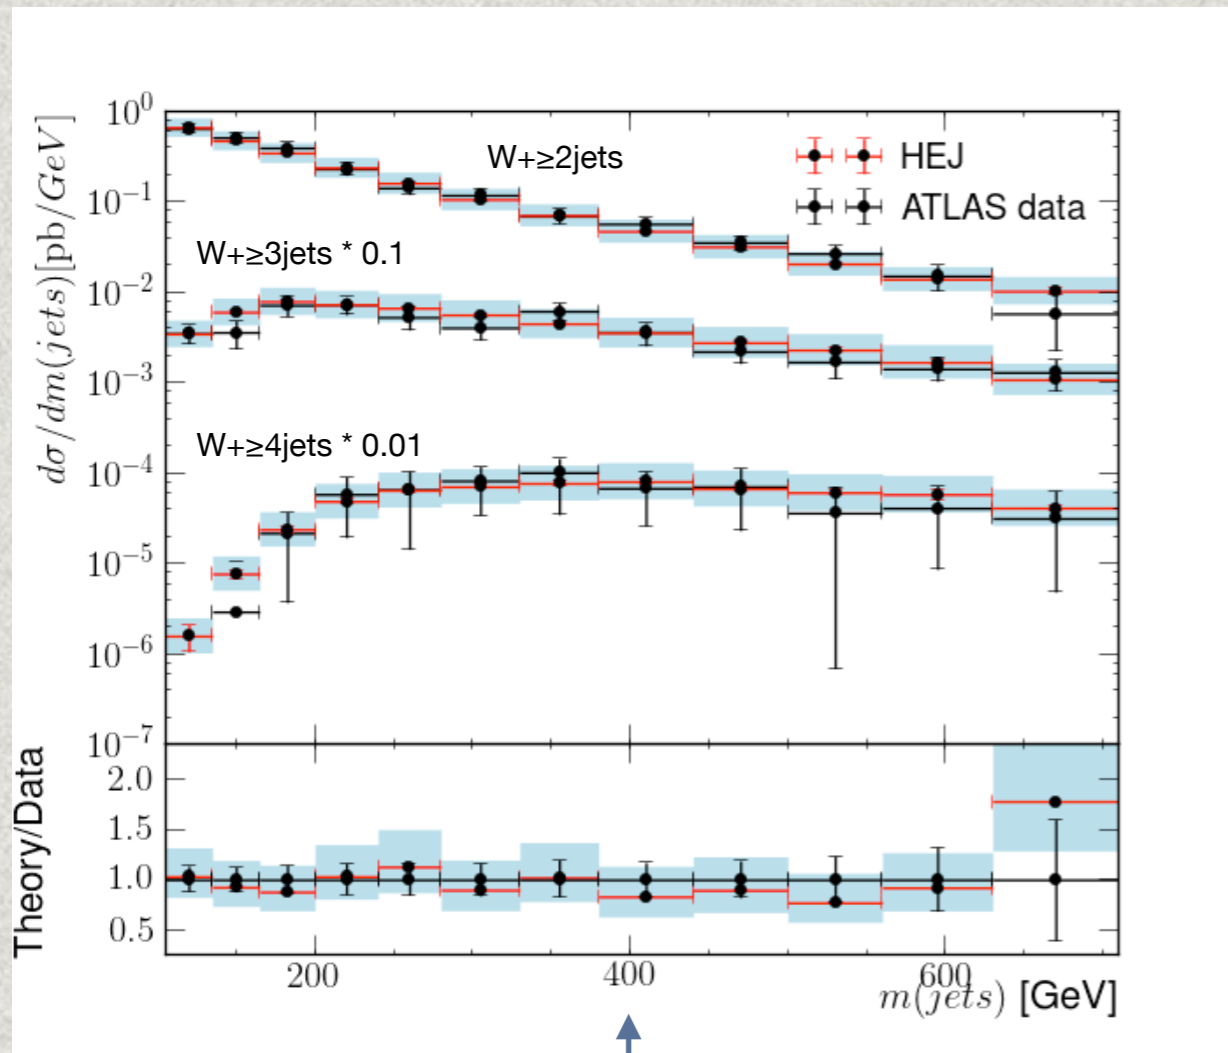 10^0
W+≥2jets
HEJ
10^{-1}
ATLAS data
W+≥3jets * 0.1
10^{-2}
10^{-3}
W+≥4jets * 0.01
10^{-4}
10^{-5}
10^{-6}
10^{-7}
dσ/dm(jets)[pb/GeV]
2.0
1.5
1.0
0.5
Theory/Data
200 400 600
m(jets) [GeV]